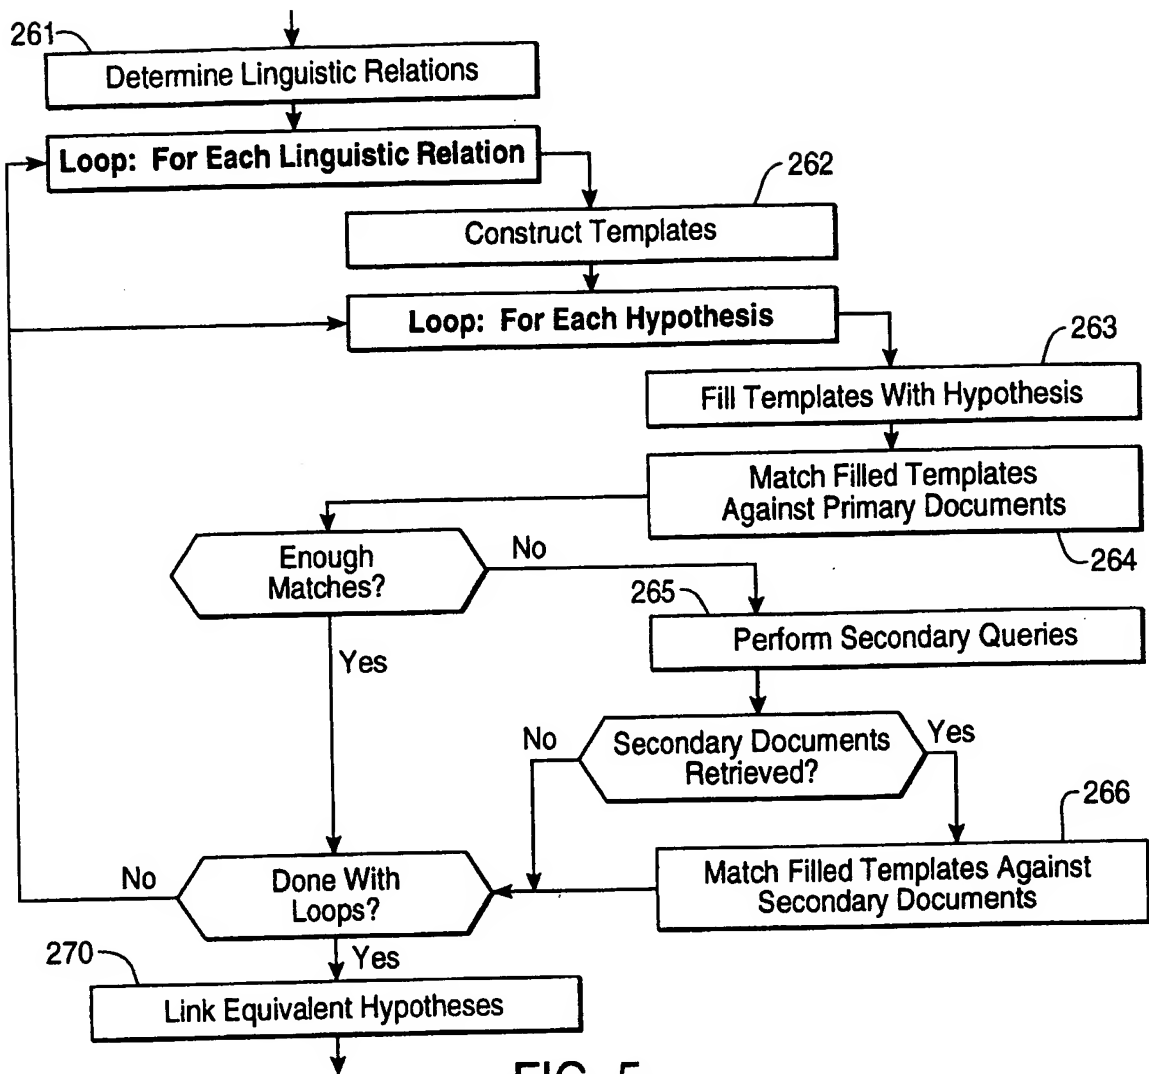 261
Determine Linguistic Relations
Loop: For Each Linguistic Relation
262
Construct Templates
Loop: For Each Hypothesis
263
Fill Templates With Hypothesis
Match Filled Templates
Against Primary Documents
264
Enough
Matches?
No
Yes
265
Perform Secondary Queries
Secondary Documents
Retrieved?
No
Yes
266
Match Filled Templates Against
Secondary Documents
Done With
Loops?
No
Yes
270
Link Equivalent Hypotheses
FIG. 5